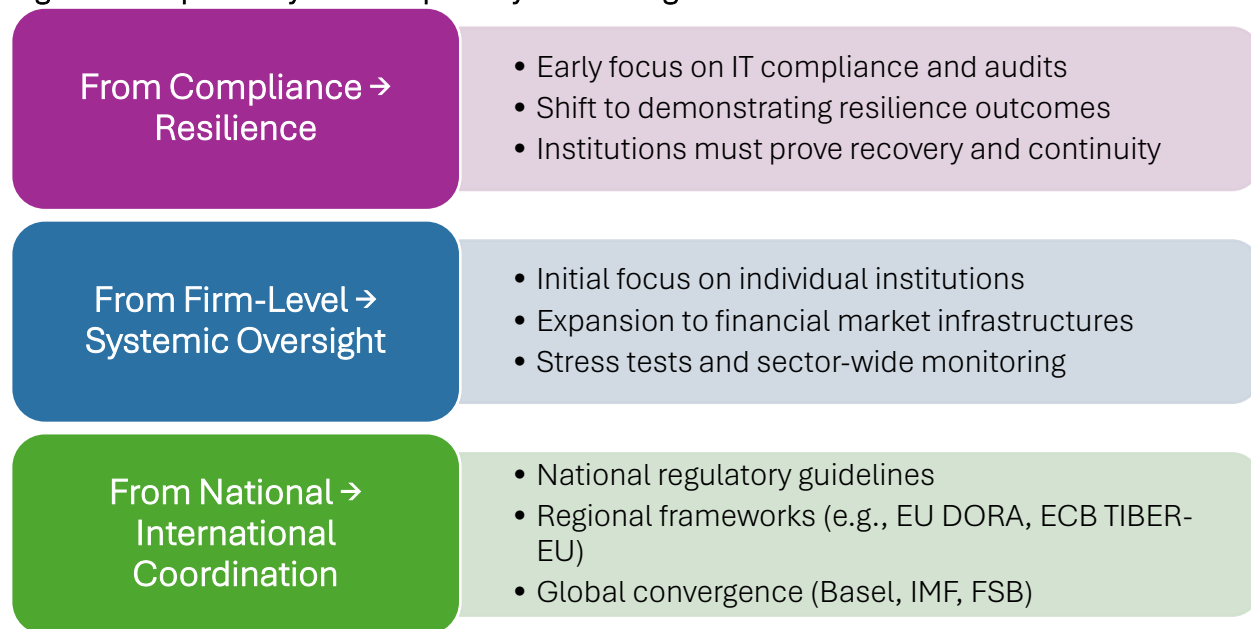 From Compliance →
Resilience
• Early focus on IT compliance and audits
• Shift to demonstrating resilience outcomes
• Institutions must prove recovery and continuity
From Firm-Level →
Systemic Oversight
• Initial focus on individual institutions
• Expansion to financial market infrastructures
• Stress tests and sector-wide monitoring
From National →
International
Coordination
• National regulatory guidelines
• Regional frameworks (e.g., EU DORA, ECB TIBER-
EU)
• Global convergence (Basel, IMF, FSB)